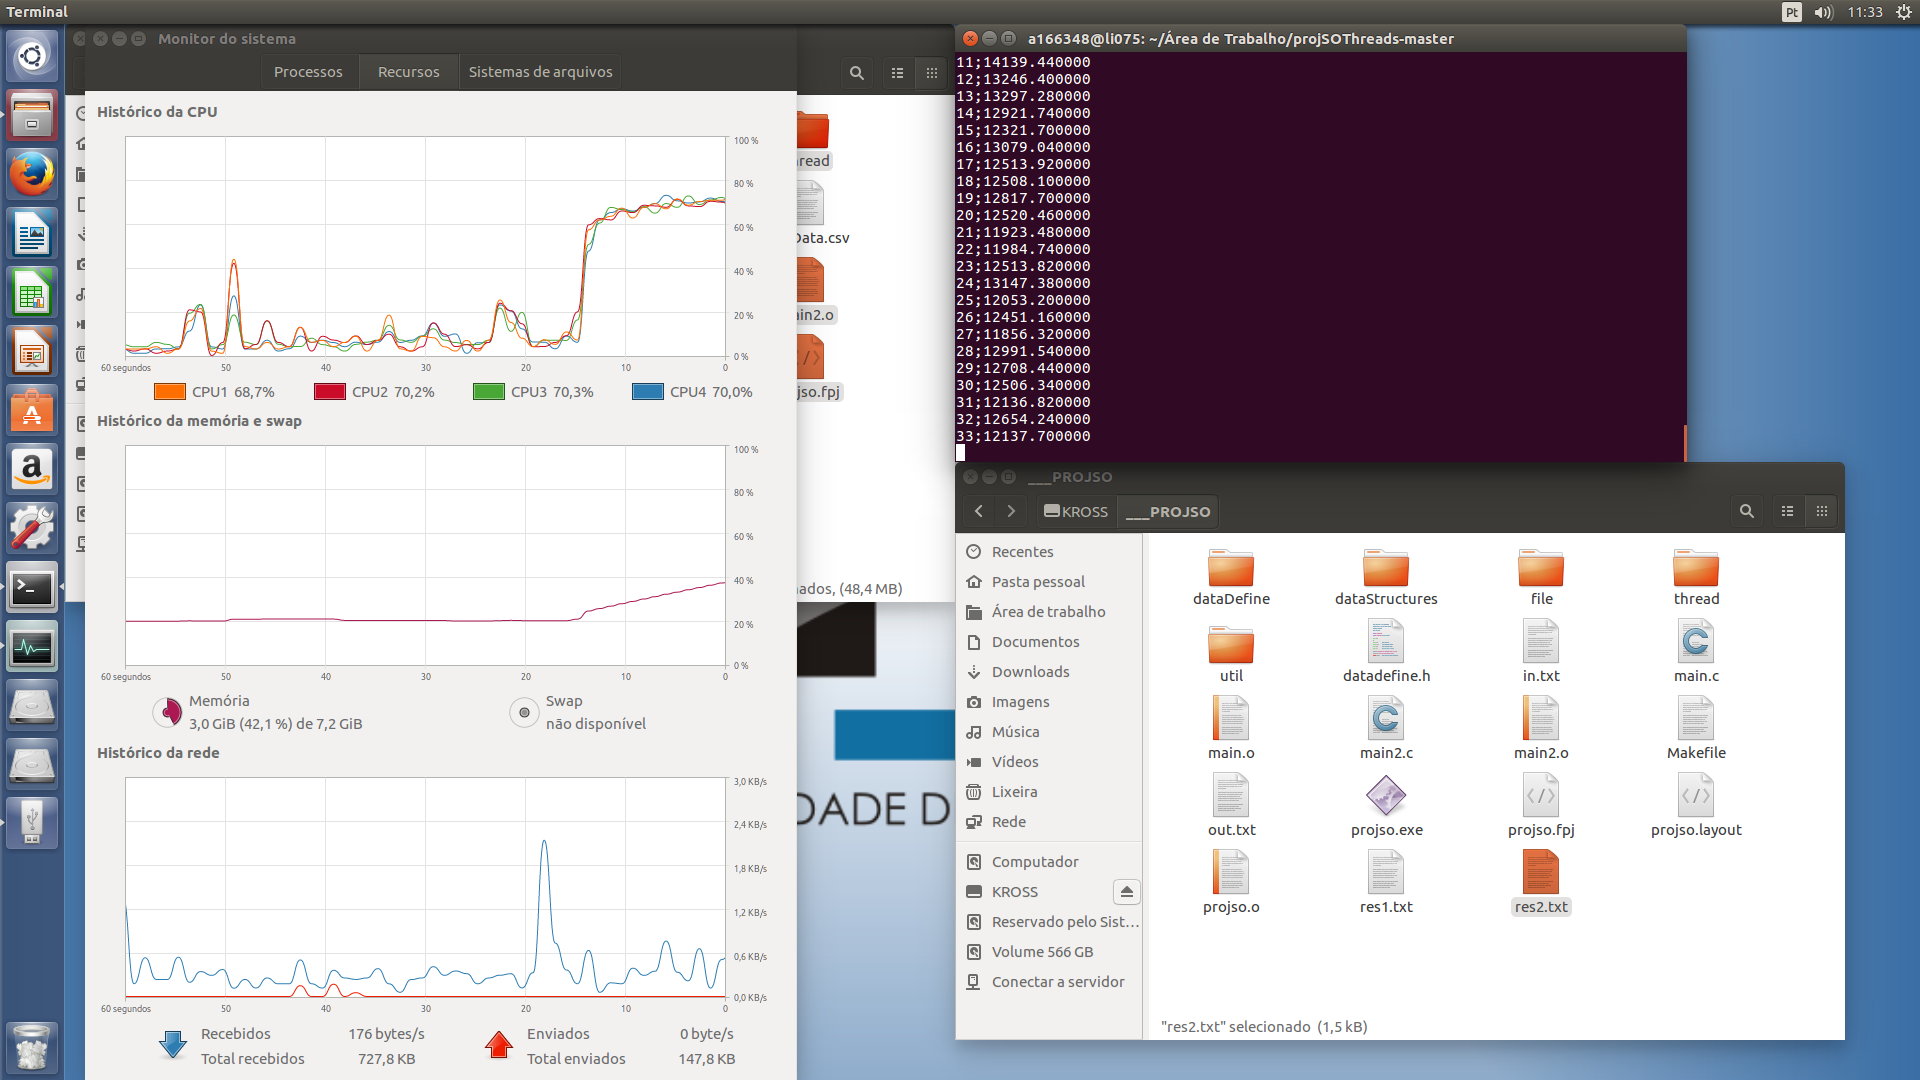 Terminal
Pt
11:33
Monitor do sistema
Processos
Recursos
Sistemas de arquivos
Histórico da CPU
100 %
80 %
60 %
40 %
20 %
0 %
60 segundos
50
40
30
20
10
0
CPU1 68,7%
CPU2 70,2%
CPU3 70,3%
CPU4 70,0%
Histórico da memória e swap
100 %
80 %
60 %
40 %
20 %
0 %
60 segundos
50
40
30
20
10
0
Memória
3,0 GiB (42,1 %) de 7,2 GiB
Swap
não disponível
Histórico da rede
3,0 KB/s
2,4 KB/s
1,8 KB/s
1,2 KB/s
0,6 KB/s
0,0 KB/s
60 segundos
50
40
30
20
10
0
Recebidos
176 bytes/s
Total recebidos
727,8 KB
Enviados
0 byte/s
Total enviados
147,8 KB
read
Data.csv
in2.o
jso.fpj
ados, (48,4 MB)
DADE D
a166348@li075: ~/Área de Trabalho/projSOThreads-master
11;14139.440000
12;13246.400000
13;13297.280000
14;12921.740000
15;12321.700000
16;13079.040000
17;12513.920000
18;12508.100000
19;12817.700000
20;12520.460000
21;11923.480000
22;11984.740000
23;12513.820000
24;13147.380000
25;12053.200000
26;12451.160000
27;11856.320000
28;12991.540000
29;12708.440000
30;12506.340000
31;12136.820000
32;12654.240000
33;12137.700000
___PROJSO
KROSS
___PROJSO
Recentes
Pasta pessoal
Área de trabalho
Documentos
Downloads
Imagens
Música
Vídeos
Lixeira
Rede
Computador
KROSS
Reservado pelo Sist…
Volume 566 GB
Conectar a servidor
dataDefine
dataStructures
file
thread
util
datadefine.h
in.txt
main.c
main.o
main2.c
main2.o
Makefile
out.txt
projso.exe
projso.fpj
projso.layout
projso.o
res1.txt
res2.txt
"res2.txt" selecionado (1,5 kB)